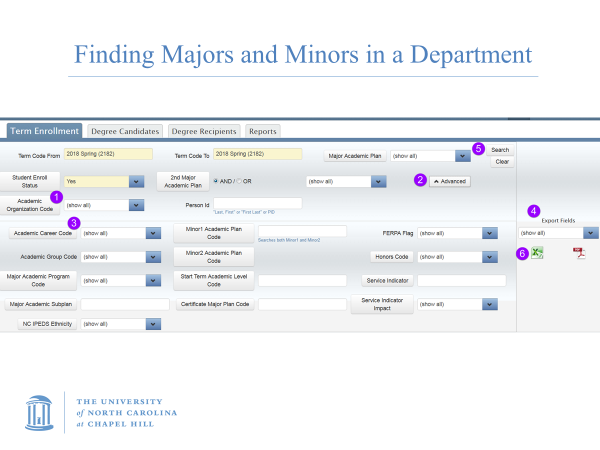 Finding Majors and Minors in a Department
Term Enrollment Degree Candidates Degree Recipients Reports
Term Code From 2018 Spring (2182) Term Code To 2018 Spring (2182) Major Academic Plan (show all) 5 Search
Clear
Student Enroll Status Yes 2nd Major Academic Plan AND / OR (show all) 2 Advanced
1 Academic Organization Code (show all) Person Id
"Last, First" or "First Last" or PID
4 Export Fields
3 Academic Career Code (show all) Minor1 Academic Plan Code FERPA Flag (show all) (show all)
Searches both Minor1 and Minor2
Academic Group Code (show all) Minor2 Academic Plan Code Honors Code (show all) 6
Major Academic Program Code (show all) Start Term Academic Level Code Service Indicator
Major Academic Subplan Certificate Major Plan Code Service Indicator Impact (show all)
NC IPEDS Ethnicity (show all)
THE UNIVERSITY
of NORTH CAROLINA
at CHAPEL HILL